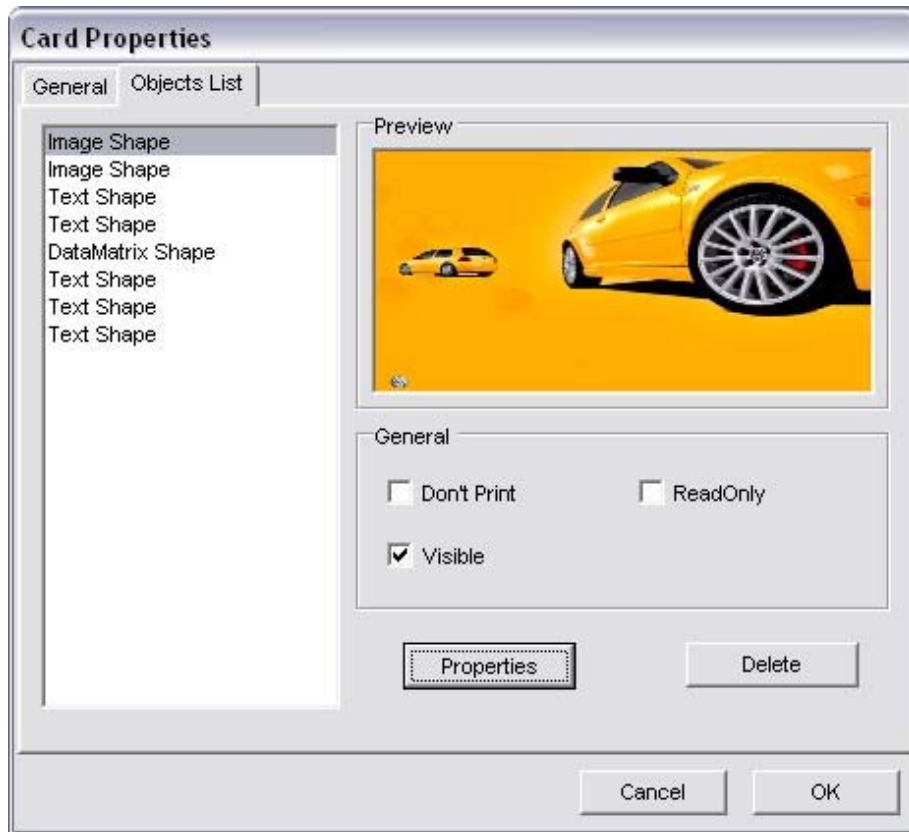 Card Properties
General
Objects List
Image Shape
Image Shape
Text Shape
Text Shape
DataMatrix Shape
Text Shape
Text Shape
Text Shape
Preview
General
Don't Print
ReadOnly
Visible
Properties
Delete
Cancel
OK